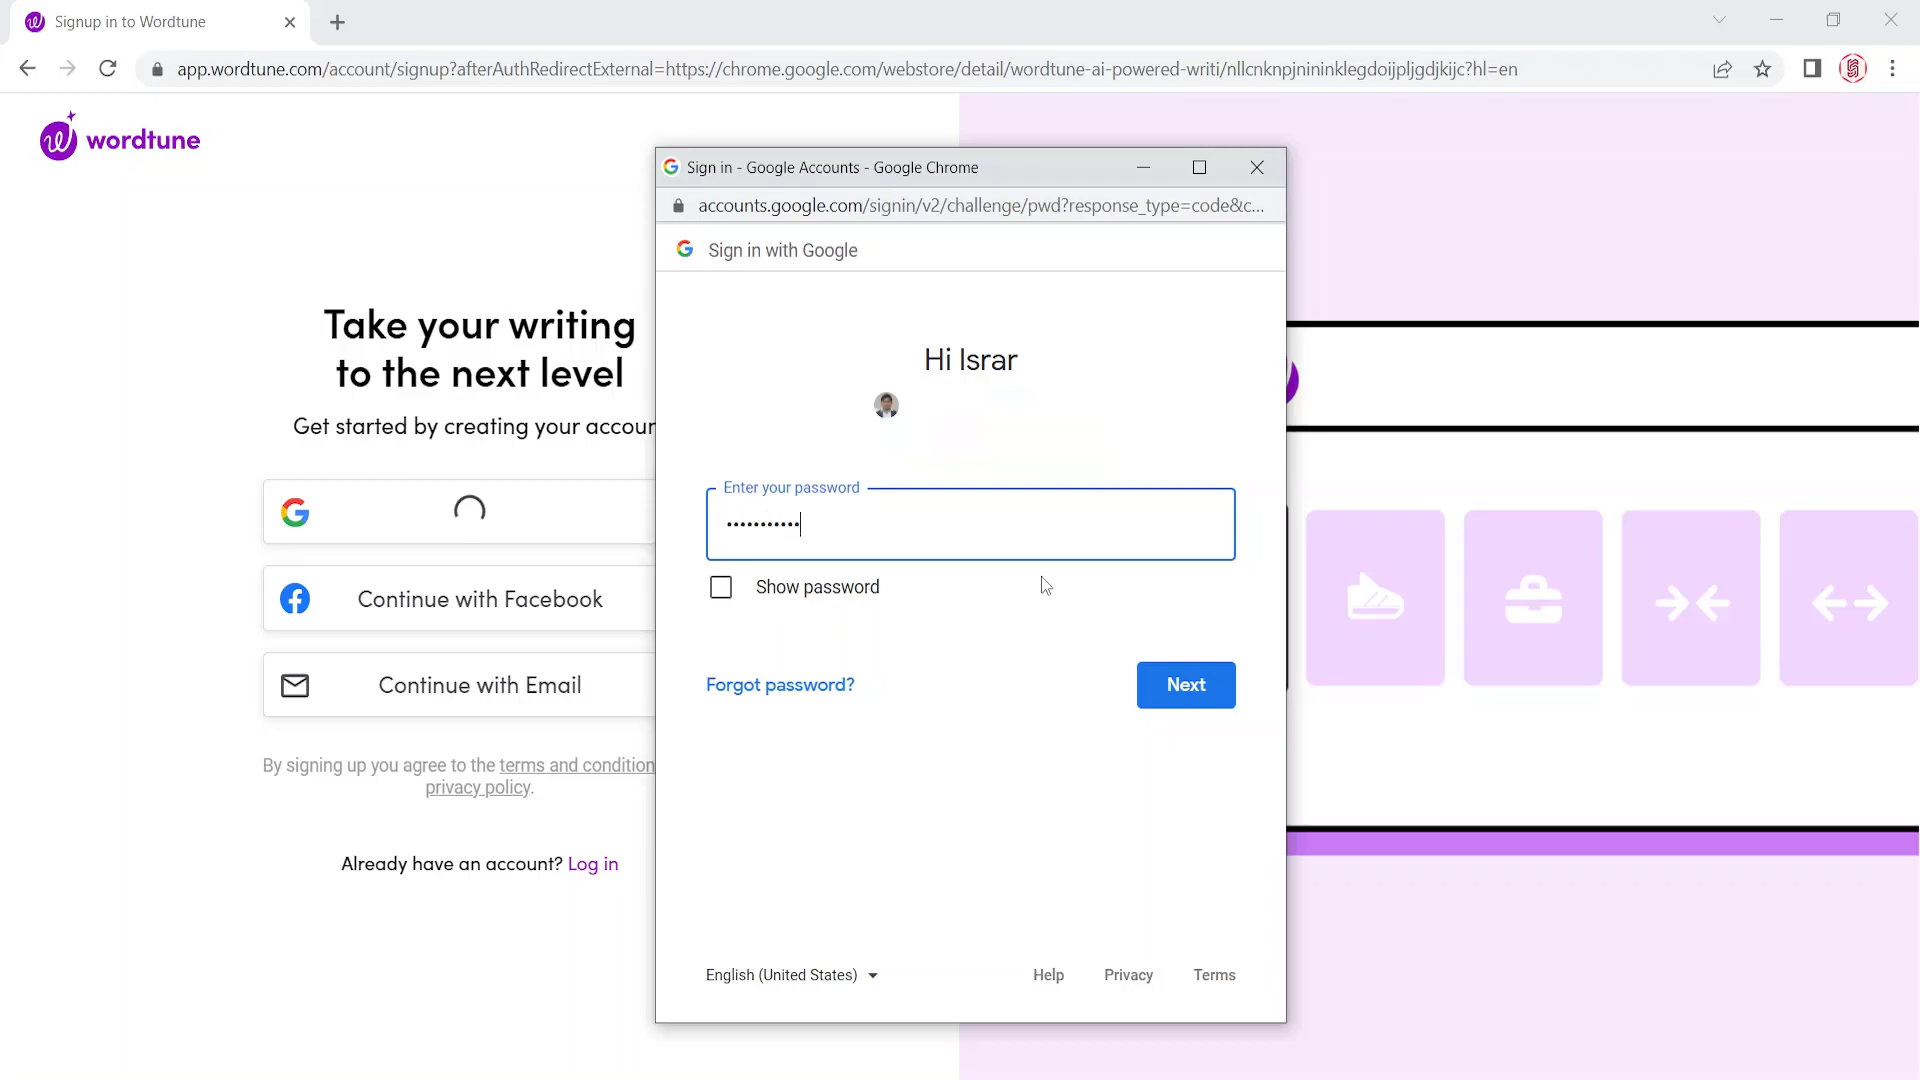 Signup in to Wordtune
app.wordtune.com/account/signup?afterAuthRedirectExternal=https://chrome.google.com/webstore/detail/wordtune-ai-powered-writi/nllcnknpjnininklegdoijpljgdjkijc?hl=en
wordtune
Take your writing
to the next level
Get started by creating your accour
Continue with Facebook
Continue with Email
By signing up you agree to the terms and condition
privacy policy.
Already have an account? Log in
Sign in - Google Accounts - Google Chrome
accounts.google.com/signin/v2/challenge/pwd?response_type=code&c...
Sign in with Google
Hi Israr
Enter your password
Show password
Forgot password?
Next
English (United States)
Help Privacy Terms